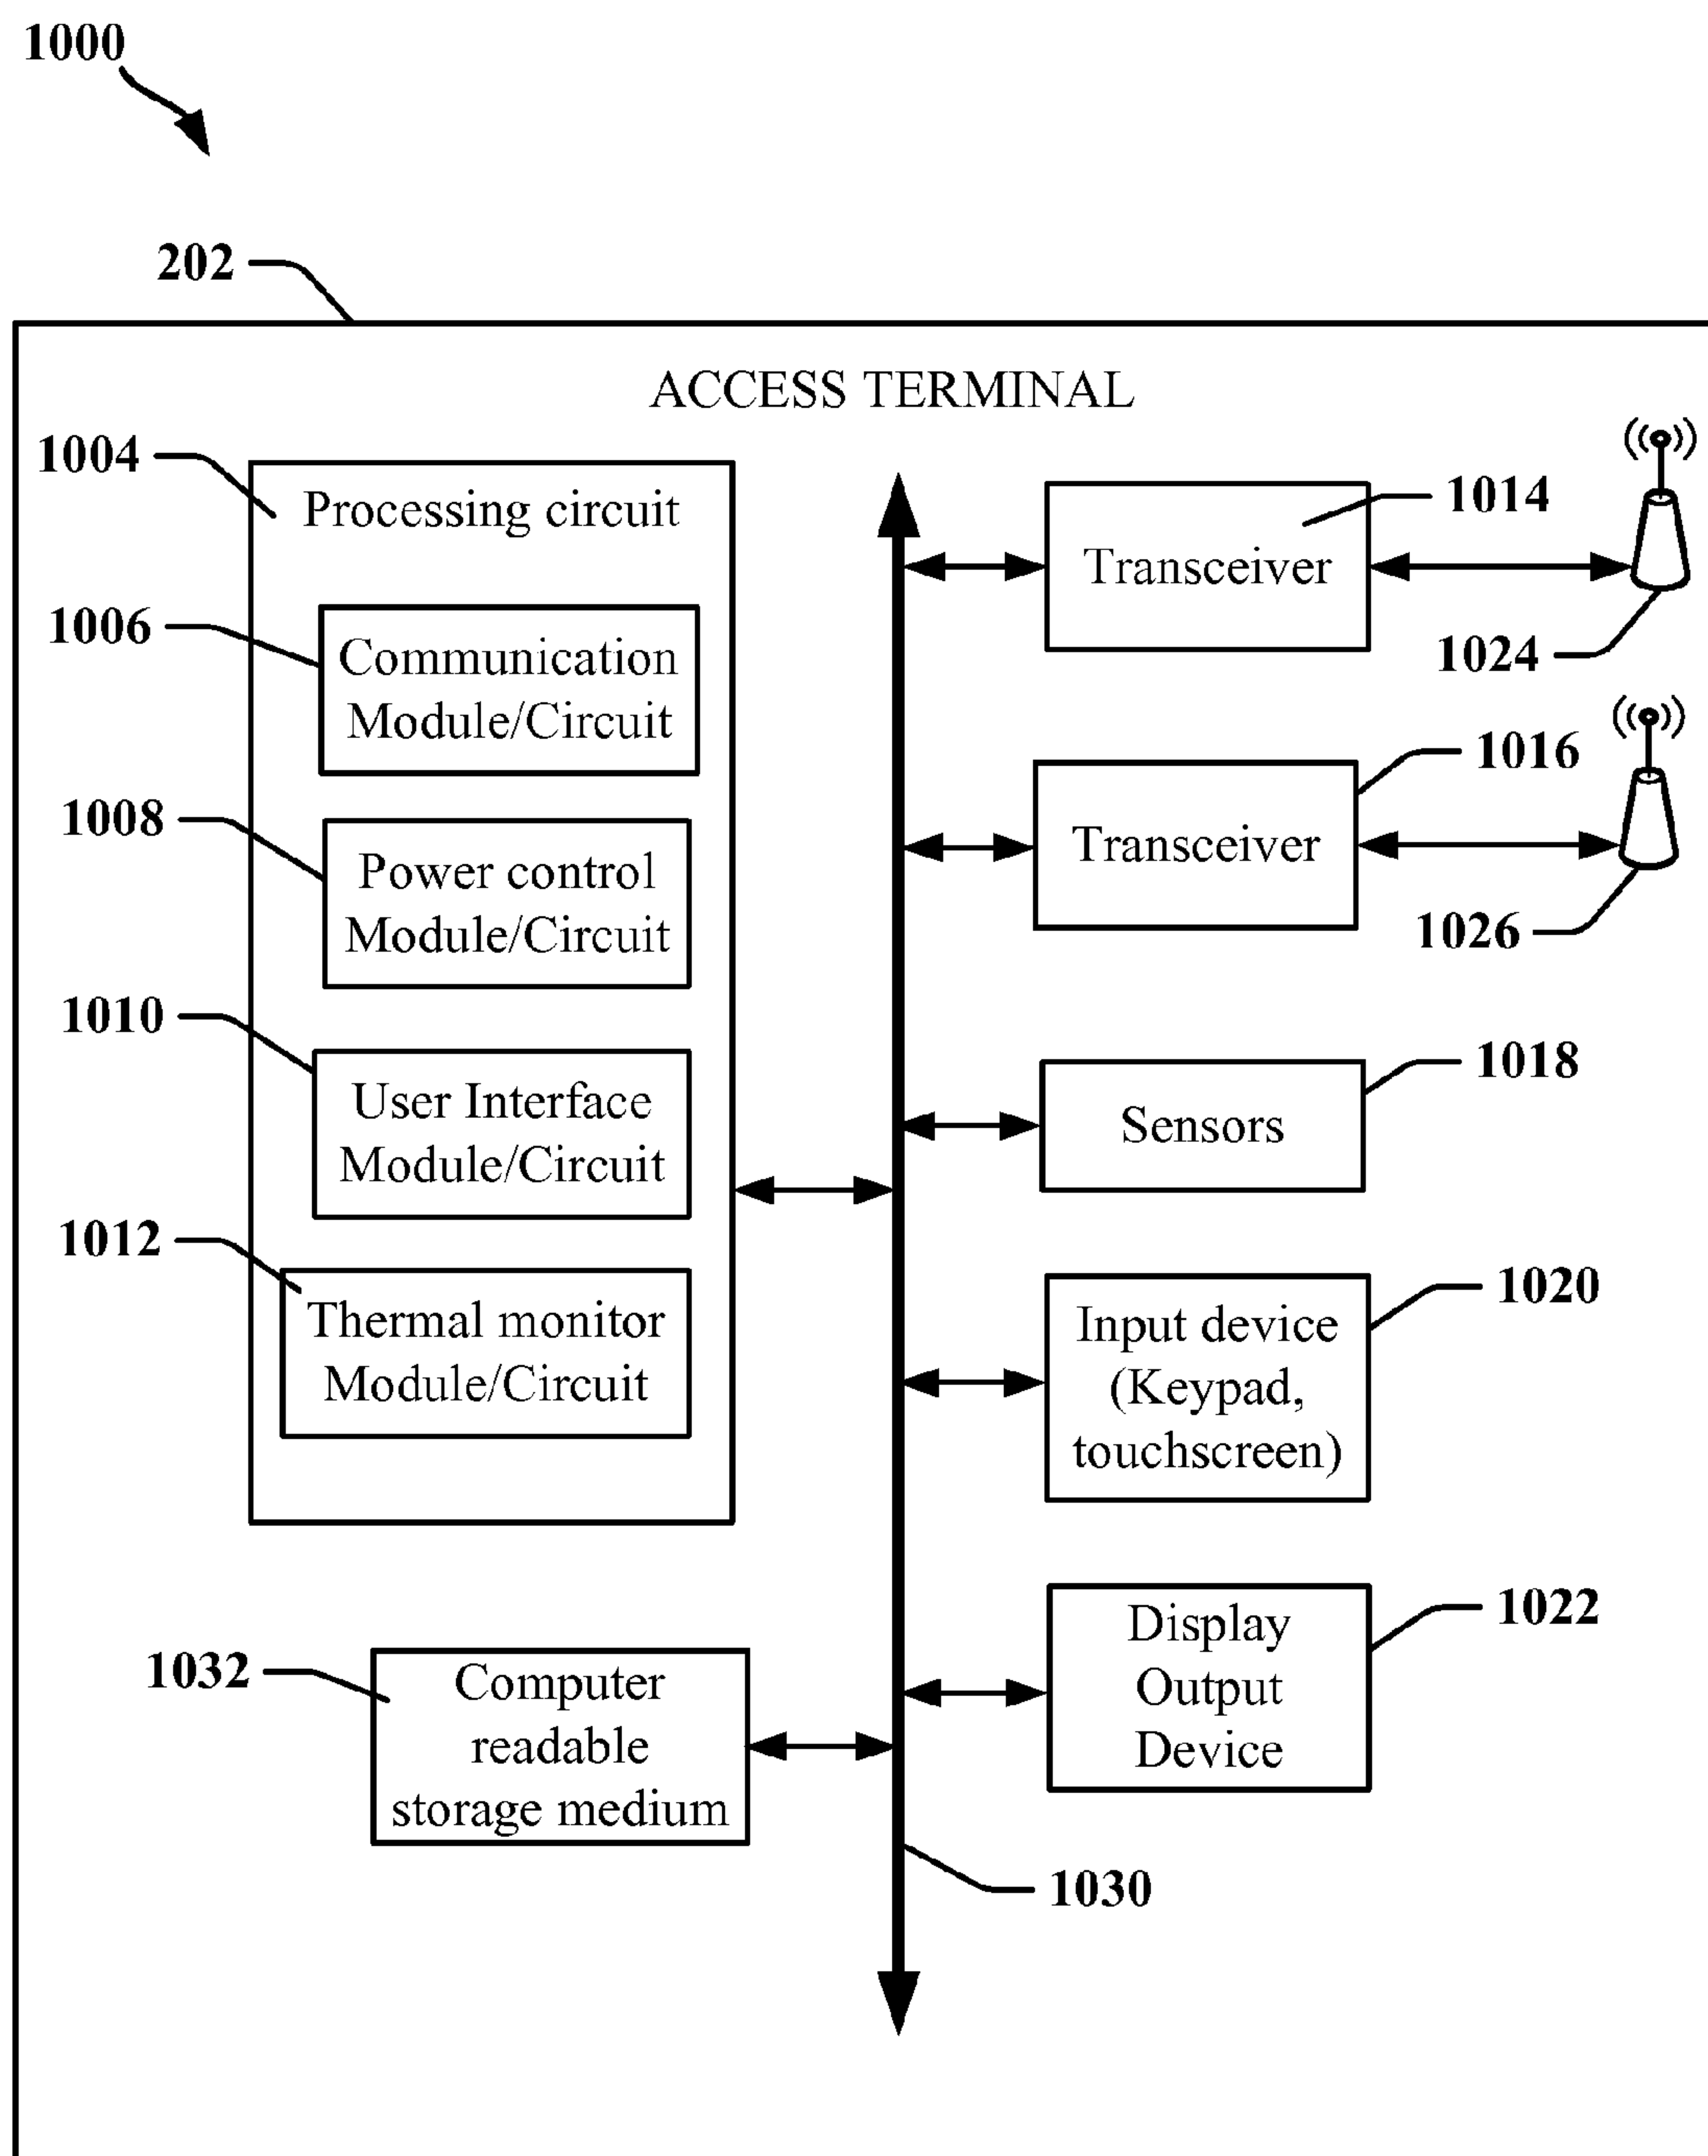 1000
202
ACCESS TERMINAL
1004
Processing circuit
1006
Communication
Module/Circuit
1008
Power control
Module/Circuit
1010
User Interface
Module/Circuit
1012
Thermal monitor
Module/Circuit
1032
Computer
readable
storage medium
1014
Transceiver
1024
1016
Transceiver
1026
1018
Sensors
1020
Input device
(Keypad,
touchscreen)
1022
Display
Output
Device
1030